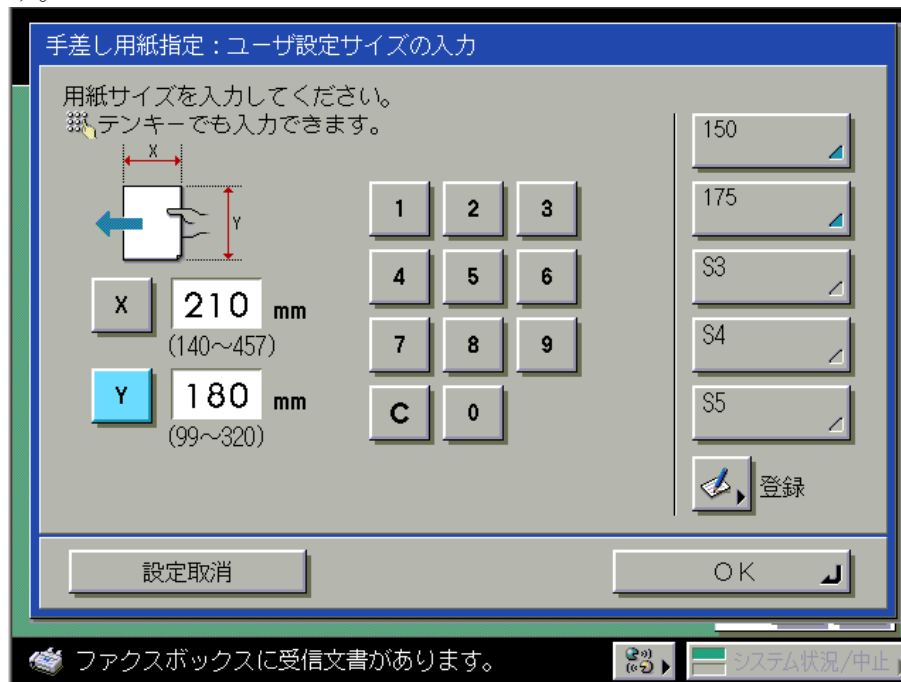 手差し用紙指定：ユーザ設定サイズの入力
用紙サイズを入力してください。
テンキーでも入力できます。
X
Y
X 210 mm
(140～457)
Y 180 mm
(99～320)
1 2 3
4 5 6
7 8 9
C 0
150
175
S3
S4
S5
登録
設定取消
OK
ファクスボックスに受信文書があります。
システム状況/中止